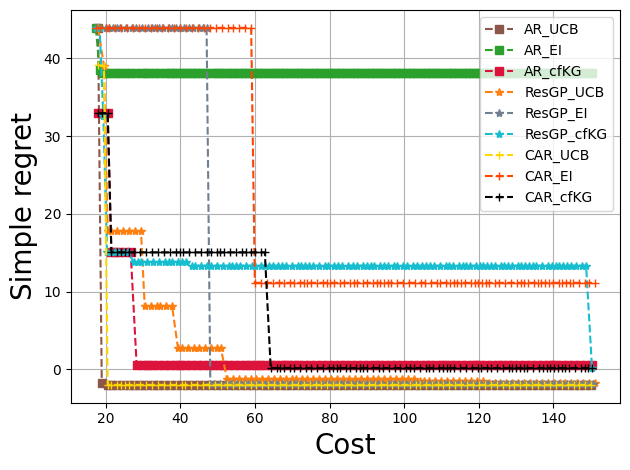 Simple regret
40
30
20
10
0
20
40
60
80
100
120
140
Cost
AR_UCB
AR_EI
AR_cfKG
ResGP_UCB
ResGP_EI
ResGP_cfKG
CAR_UCB
CAR_EI
CAR_cfKG